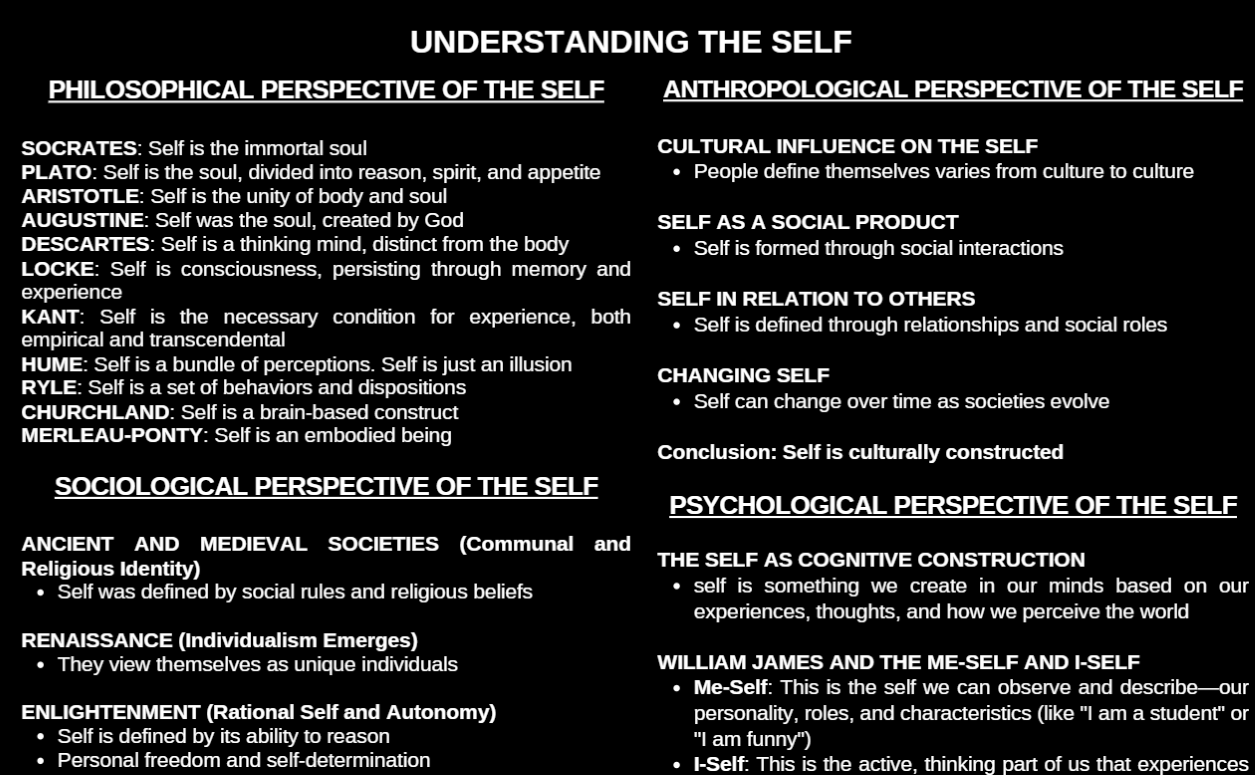 UNDERSTANDING THE SELF
PHILOSOPHICAL PERSPECTIVE OF THE SELF
SOCRATES: Self is the immortal soul
PLATO: Self is the soul, divided into reason, spirit, and appetite
ARISTOTLE: Self is the unity of body and soul
AUGUSTINE: Self was the soul, created by God
DESCARTES: Self is a thinking mind, distinct from the body
LOCKE: Self is consciousness, persisting through memory and
experience
KANT: Self is the necessary condition for experience, both
empirical and transcendental
HUME: Self is a bundle of perceptions. Self is just an illusion
RYLE: Self is a set of behaviors and dispositions
CHURCHLAND: Self is a brain-based construct
MERLEAU-PONTY: Self is an embodied being
SOCIOLOGICAL PERSPECTIVE OF THE SELF
ANCIENT AND MEDIEVAL SOCIETIES (Communal and
Religious Identity)
• Self was defined by social rules and religious beliefs
RENAISSANCE (Individualism Emerges)
• They view themselves as unique individuals
ENLIGHTENMENT (Rational Self and Autonomy)
• Self is defined by its ability to reason
• Personal freedom and self-determination
ANTHROPOLOGICAL PERSPECTIVE OF THE SELF
CULTURAL INFLUENCE ON THE SELF
• People define themselves varies from culture to culture
SELF AS A SOCIAL PRODUCT
• Self is formed through social interactions
SELF IN RELATION TO OTHERS
• Self is defined through relationships and social roles
CHANGING SELF
• Self can change over time as societies evolve
Conclusion: Self is culturally constructed
PSYCHOLOGICAL PERSPECTIVE OF THE SELF
THE SELF AS COGNITIVE CONSTRUCTION
• self is something we create in our minds based on our
experiences, thoughts, and how we perceive the world
WILLIAM JAMES AND THE ME-SELF AND I-SELF
• Me-Self: This is the self we can observe and describe—our
personality, roles, and characteristics (like "I am a student" or
"I am funny")
• I-Self: This is the active, thinking part of us that experiences